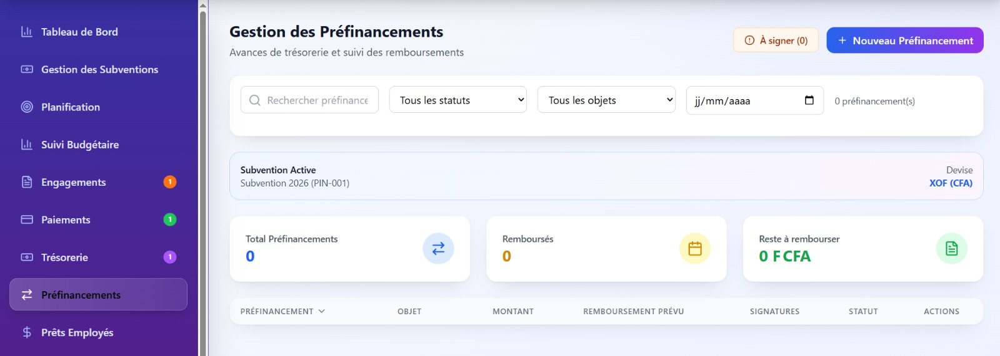 Tableau de Bord
Gestion des Subventions
Planification
Suivi Budgétaire
Engagements 1
Paiements 1
Trésorerie 1
Préfinancements
Prêts Employés
Gestion des Préfinancements
Avances de trésorerie et suivi des remboursements
À signer (0)
+ Nouveau Préfinancement
Rechercher préfinance
Tous les statuts
Tous les objets
jj/mm/aaaa
0 préfinancement(s)
Subvention Active
Subvention 2026 (PIN-001)
Devise
XOF (CFA)
Total Préfinancements
0
Remboursés
0
Reste à rembourser
0 F CFA
PRÉFINANCEMENT OBJET MONTANT REMBOURSEMENT PRÉVU SIGNATURES STATUT ACTIONS